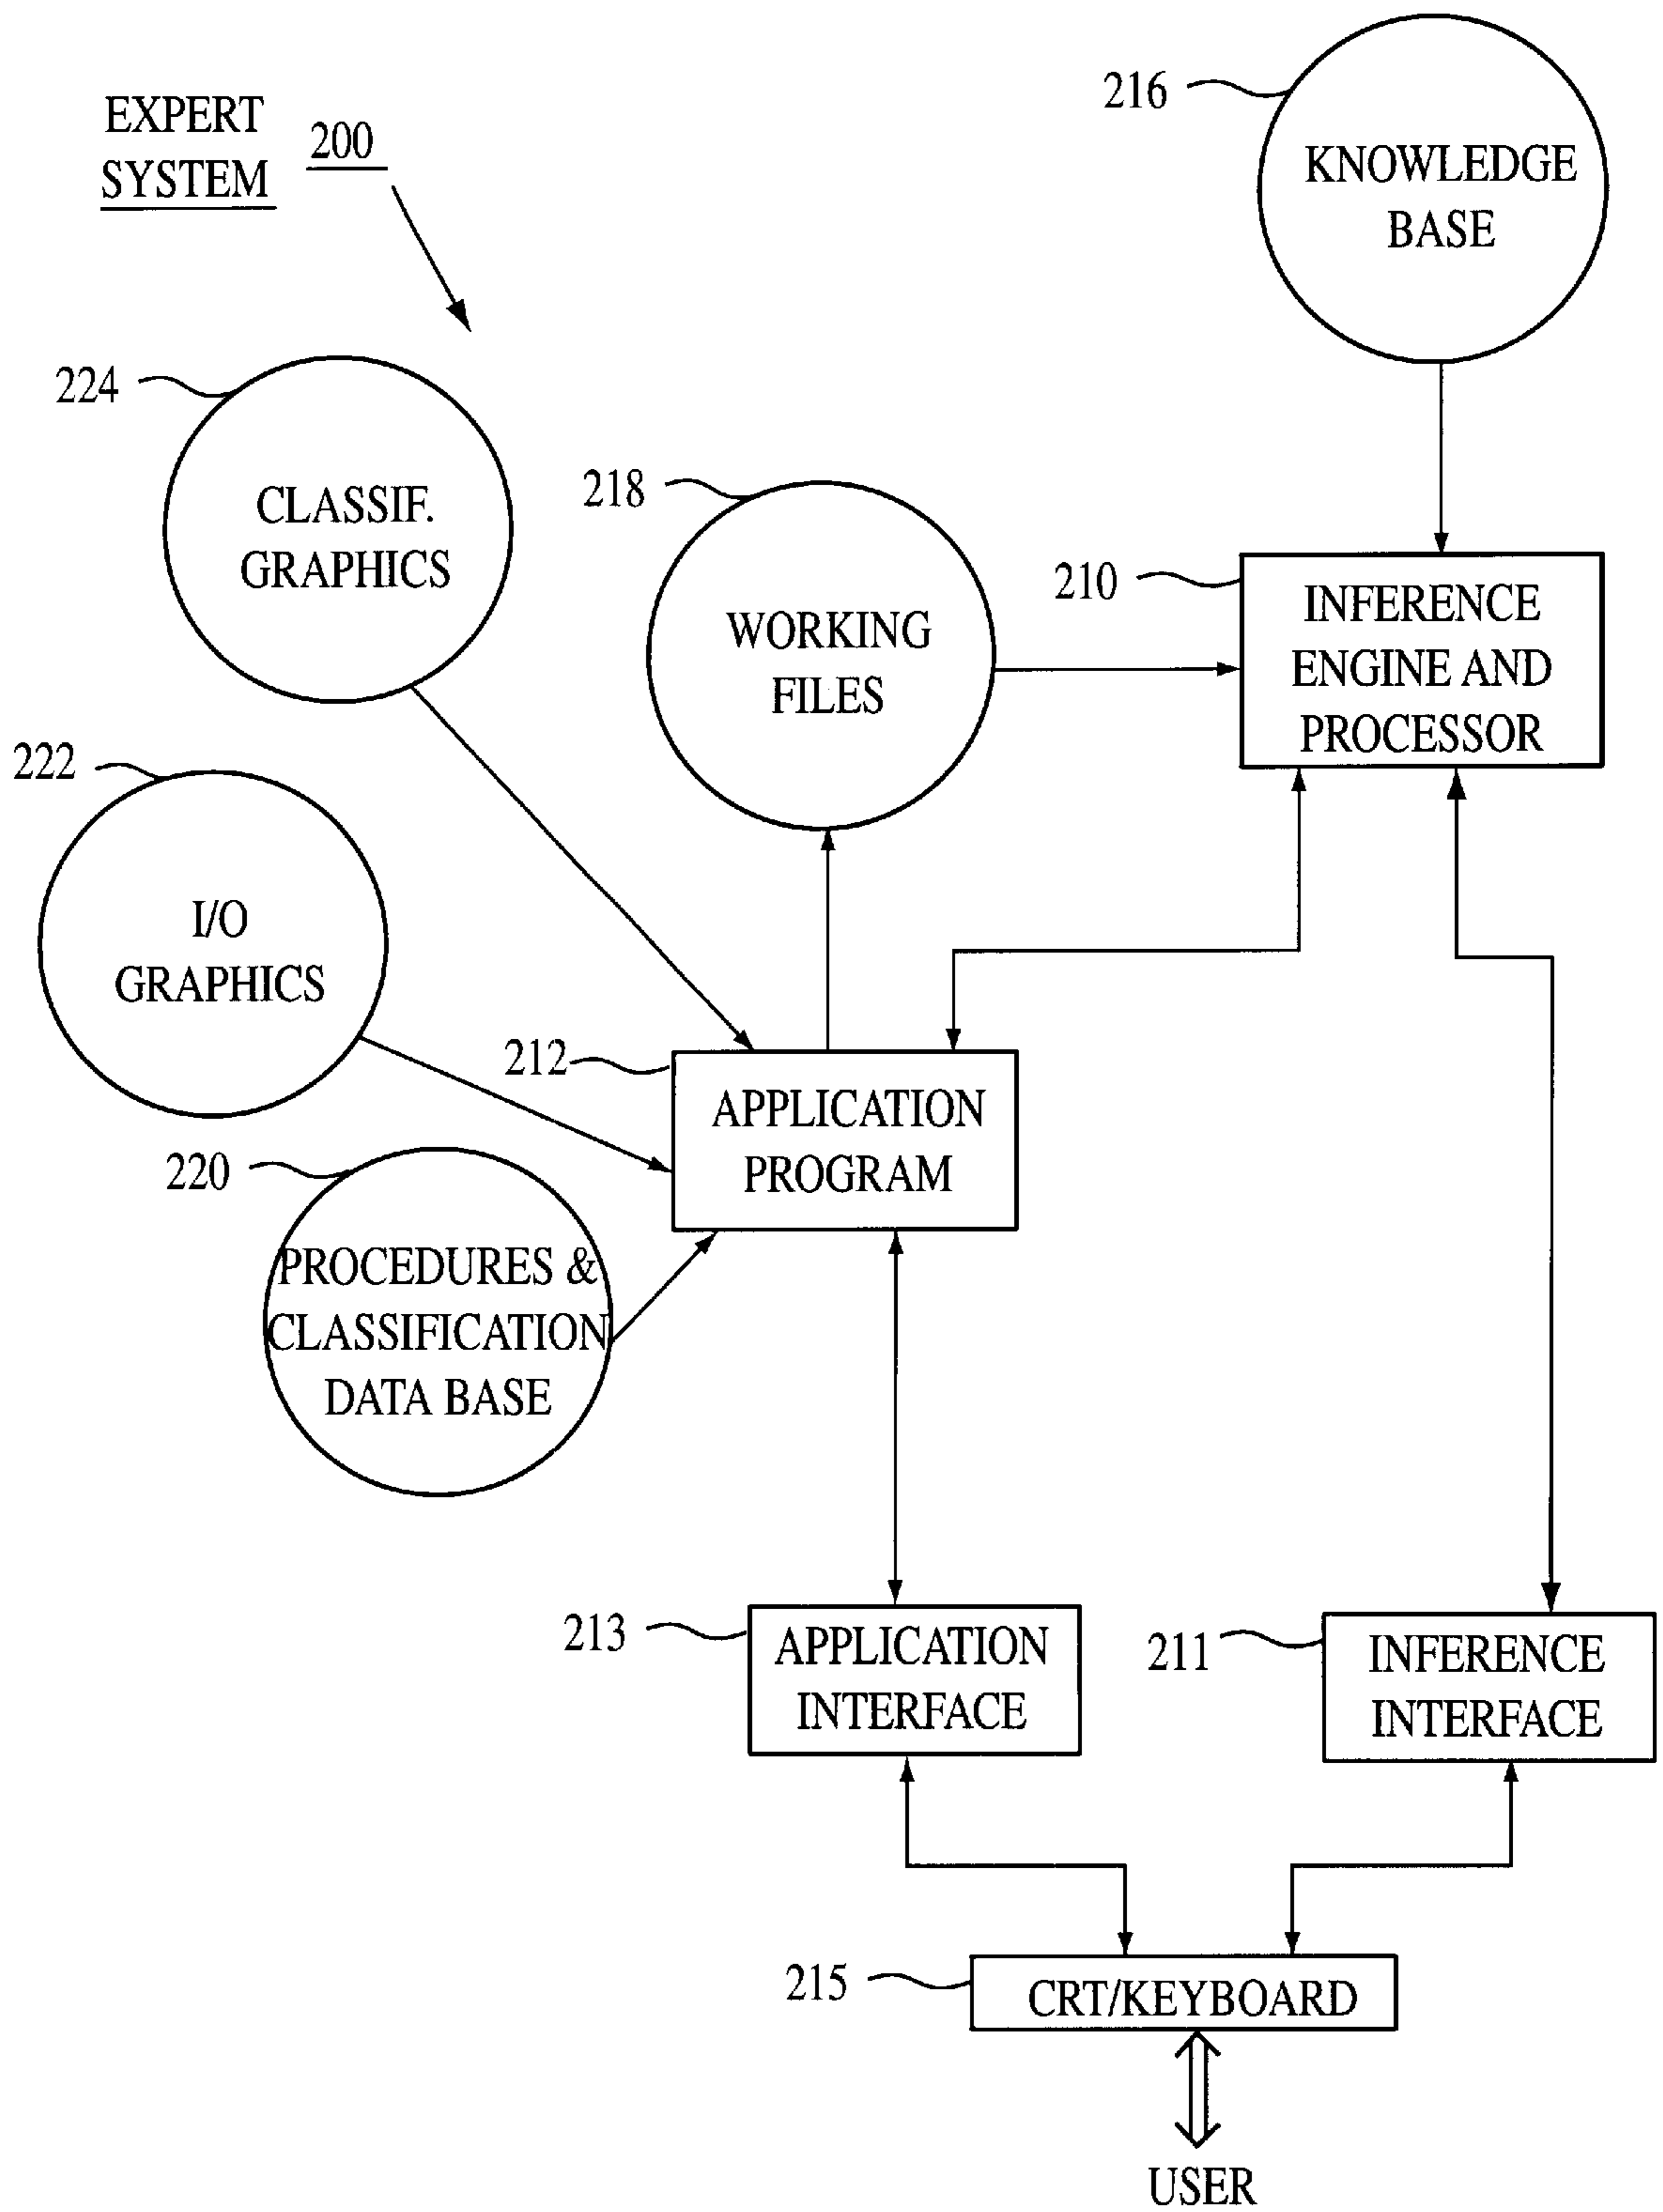 EXPERT
SYSTEM
200
216
KNOWLEDGE
BASE
224
CLASSIF.
GRAPHICS
218
WORKING
FILES
210
INFERENCE
ENGINE AND
PROCESSOR
222
I/O
GRAPHICS
212
APPLICATION
PROGRAM
220
PROCEDURES &
CLASSIFICATION
DATA BASE
213
APPLICATION
INTERFACE
211
INFERENCE
INTERFACE
215
CRT/KEYBOARD
USER